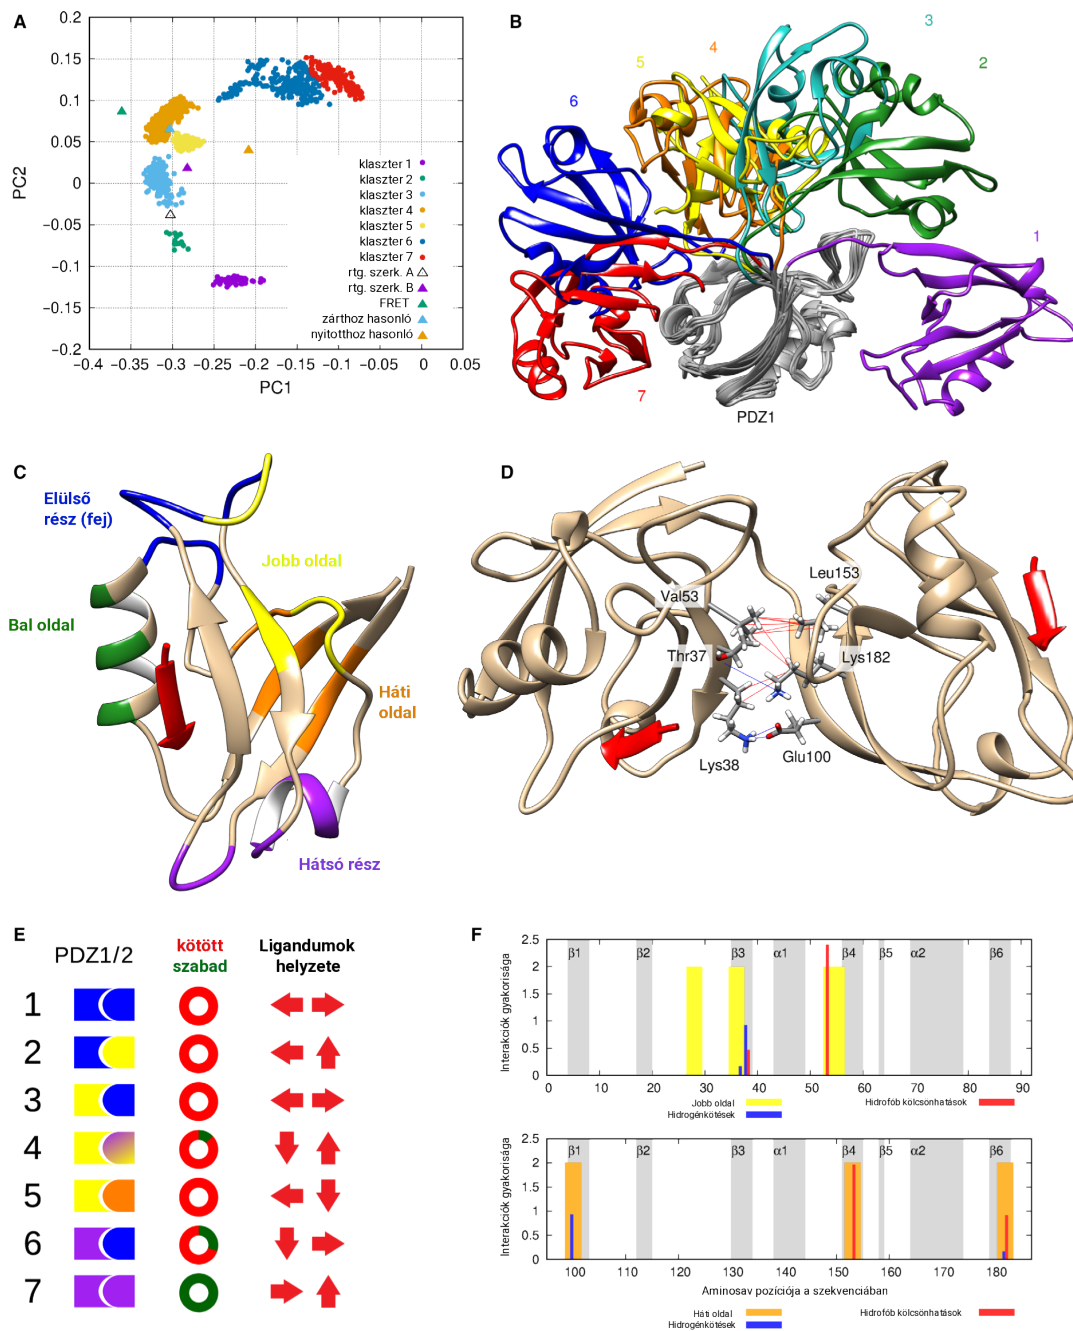 A
0.2
0.15
0.1
0.05
0
−0.05
−0.1
−0.15
−0.2
PC2
−0.4 −0.35 −0.3 −0.25 −0.2 −0.15 −0.1 −0.05 0 0.05
PC1
klaszter 1
klaszter 2
klaszter 3
klaszter 4
klaszter 5
klaszter 6
klaszter 7
rtg. szerk. A
rtg. szerk. B
FRET
zárthoz hasonló
nyitotthoz hasonló
B
3
4
5
2
6
1
7
PDZ1
C
Elülső
rész (fej)
Jobb oldal
Bal oldal
Háti
oldal
Hátsó rész
D
Leu153
Val53
Thr37
Lys182
Lys38
Glu100
E
PDZ1/2
kötött
szabad
Ligandumok
helyzete
1
2
3
4
5
6
7
F
Interakciók gyakorisága
2.5
2
1.5
1
0.5
0
β1 β2 β3 α1 β4 β5 α2 β6
0 10 20 30 40 50 60 70 80 90
Jobb oldal
Hidrogénkötések
Hidrofób kölcsönhatások
Interakciók gyakorisága
2.5
2
1.5
1
0.5
0
β1 β2 β3 α1 β4 β5 α2 β6
100 110 120 130 140 150 160 170 180
Aminosav pozíciója a szekvenciában
Háti oldal
Hidrogénkötések
Hidrofób kölcsönhatások